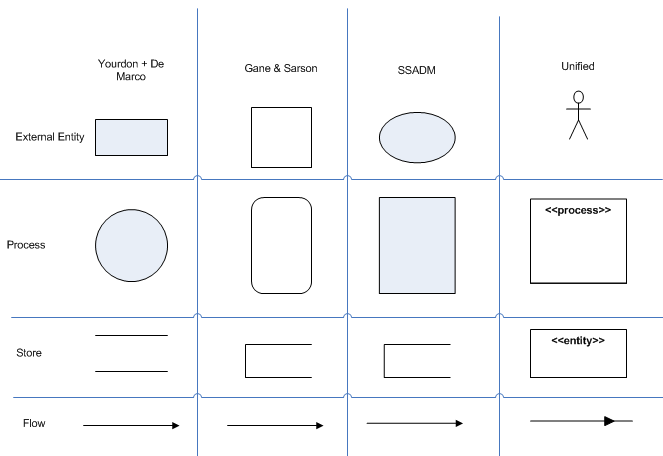 Yourdon + De
Marco
Gane & Sarson
SSADM
Unified
External Entity
Process
<<process>>
Store
<<entity>>
Flow